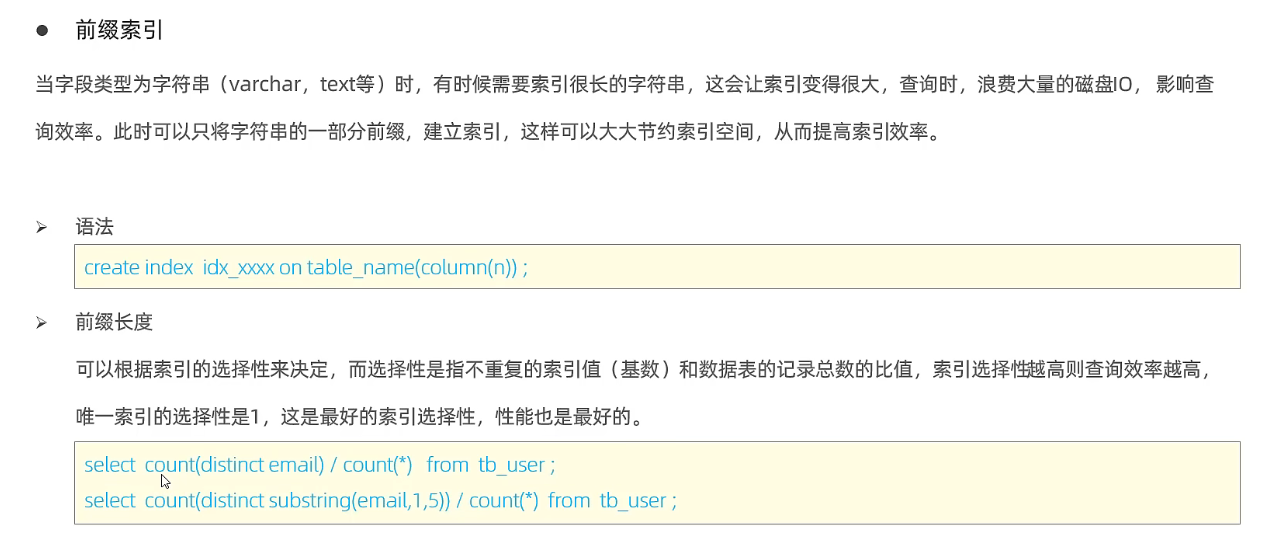 前缀索引
当字段类型为字符串（varchar，text等）时，有时候需要索引很长的字符串，这会让索引变得很大，查询时，浪费大量的磁盘IO， 影响查
询效率。此时可以只将字符串的一部分前缀，建立索引，这样可以大大节约索引空间，从而提高索引效率。
语法
create index idx_xxxx on table_name(column(n)) ;
前缀长度
可以根据索引的选择性来决定，而选择性是指不重复的索引值（基数）和数据表的记录总数的比值，索引选择性越高则查询效率越高，
唯一索引的选择性是1，这是最好的索引选择性，性能也是最好的。
select count(distinct email) / count(*) from tb_user ;
select count(distinct substring(email,1,5)) / count(*) from tb_user ;